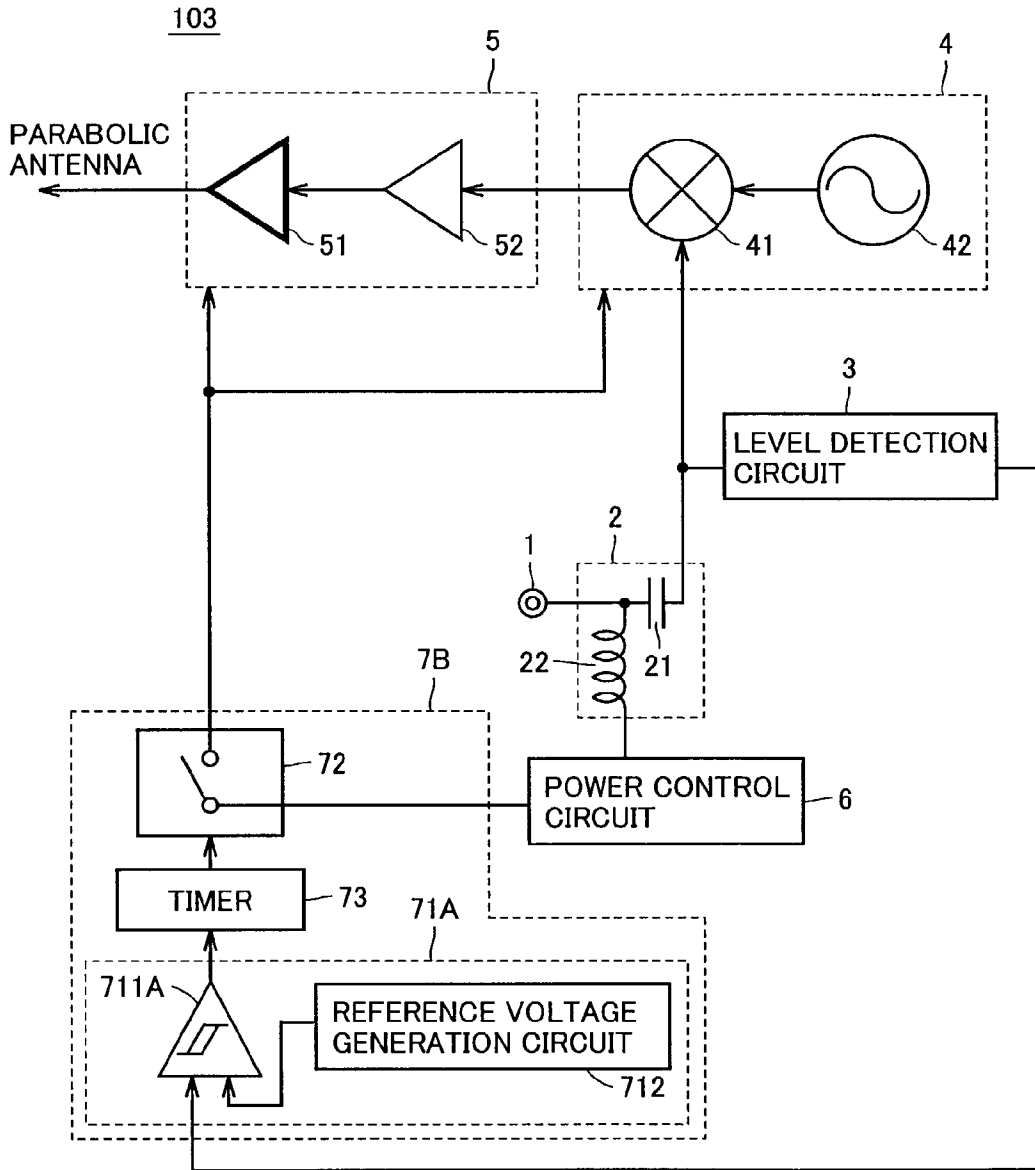 103
5
4
PARABOLIC
ANTENNA
51
52
41
42
3
LEVEL DETECTION
CIRCUIT
2
1
22
21
7B
72
POWER CONTROL
CIRCUIT
6
TIMER
73
71A
711A
REFERENCE VOLTAGE
GENERATION CIRCUIT
712